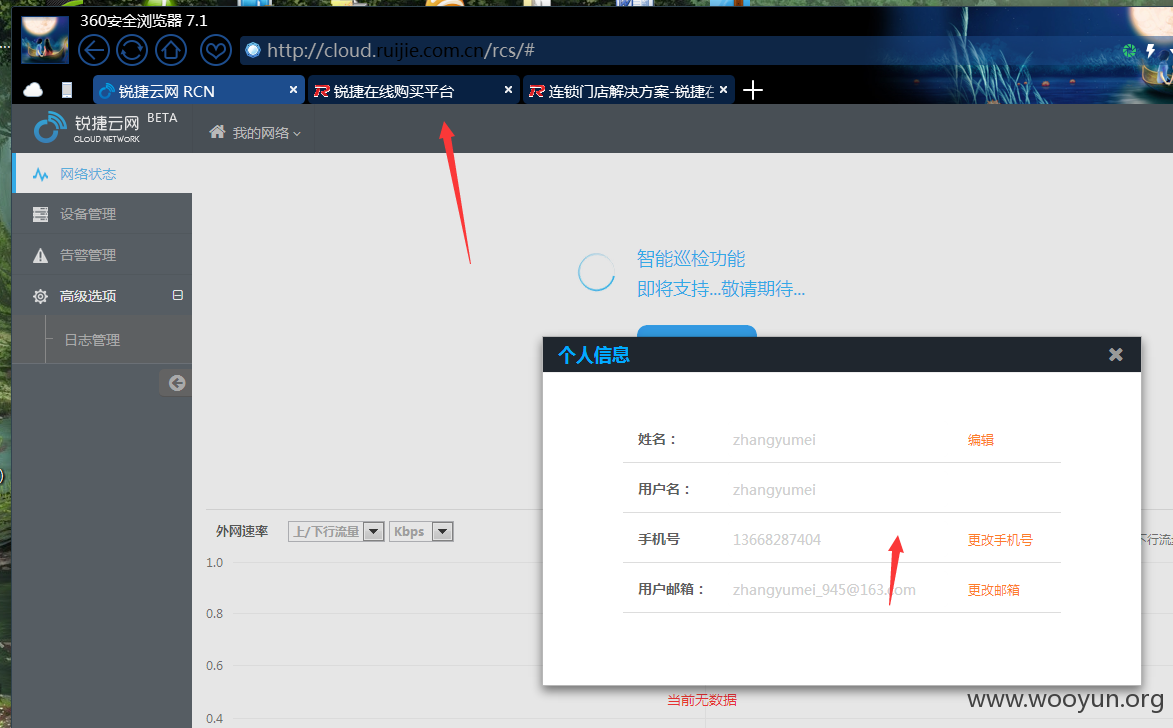 360安全浏览器 7.1
http://cloud.ruijie.com.cn/rcs/#
锐捷云网 RCN
锐捷在线购买平台
连锁门店解决方案-锐捷在
锐捷云网 BETA
CLOUD NETWORK
我的网络
网络状态
设备管理
告警管理
高级选项
日志管理
智能巡检功能
即将支持...敬请期待...
个人信息
姓名： zhangyumei 编辑
用户名： zhangyumei
手机号 13668287404 更改手机号
用户邮箱： zhangyumei_945@163.com 更改邮箱
外网速率 上/下行流量 Kbps
下行流
1.0
0.8
0.6
0.4
当前无数据
www.wooyun.org